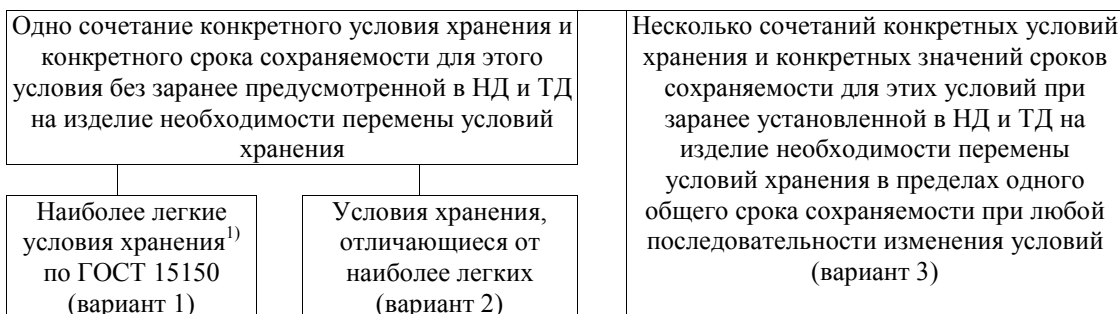 Одно сочетание конкретного условия хранения и
конкретного срока сохраняемости для этого
условия без заранее предусмотренной в НД и ТД
на изделие необходимости перемены условий
хранения
Наиболее легкие
условия хранения1)
по ГОСТ 15150
(вариант 1)
Условия хранения,
отличающиеся от
наиболее легких
(вариант 2)
Несколько сочетаний конкретных условий
хранения и конкретных значений сроков
сохраняемости для этих условий при
заранее установленной в НД и ТД на
изделие необходимости перемены
условий хранения в пределах одного
общего срока сохраняемости при любой
последовательности изменения условий
(вариант 3)